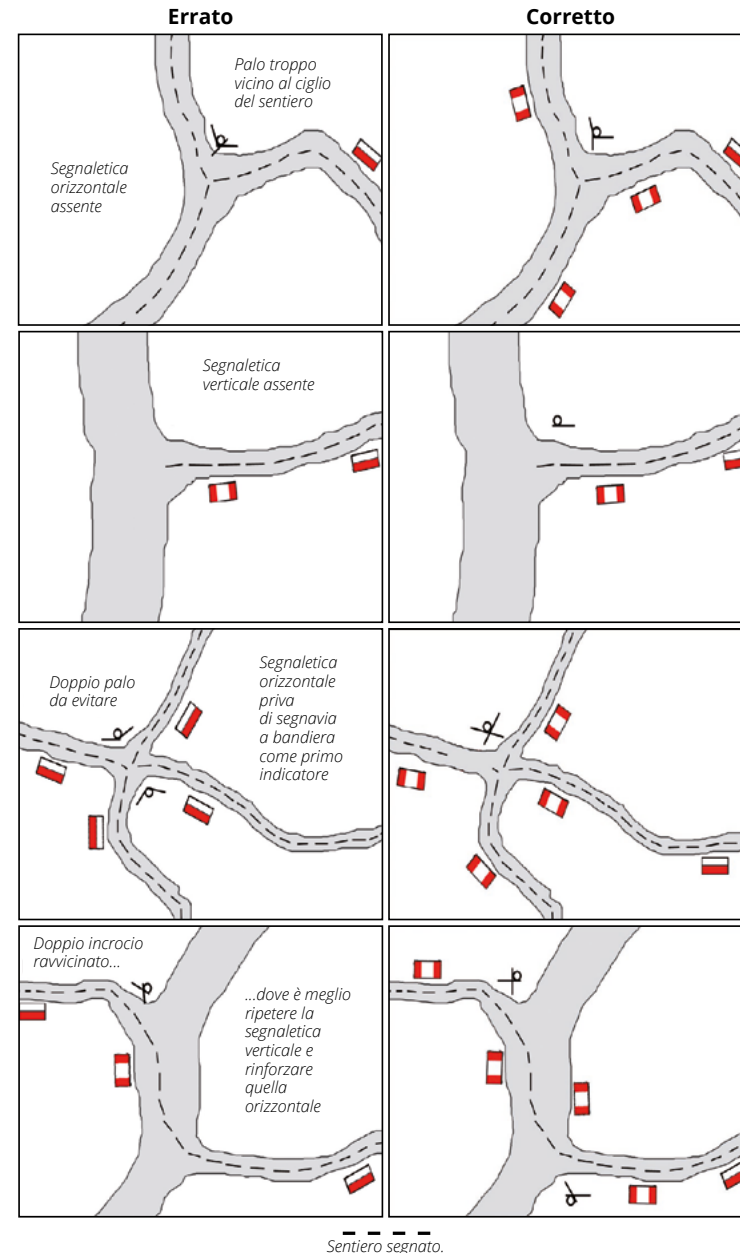 Errato
Corretto
Palo troppo
vicino al ciglio
del sentiero
Segnaletica
orizzontale
assente
Segnaletica
verticale assente
Doppio palo
da evitare
Segnaletica
orizzontale
priva
di segnavia
a bandiera
come primo
indicatore
Doppio incrocio
ravvicinato...
...dove è meglio
ripetere la
segnaletica
verticale e
rinforzare
quella
orizzontale
Sentiero segnato.